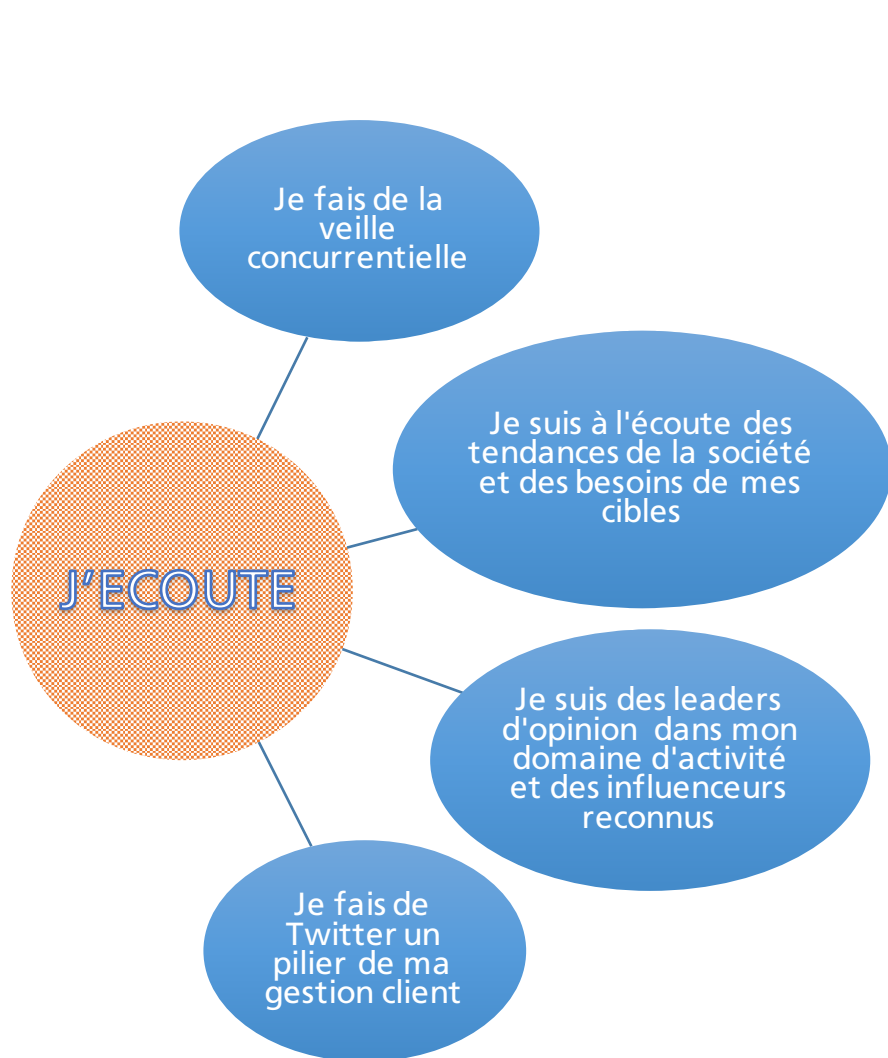 Je fais de la
veille
concurrentielle
Je suis à l'écoute des
tendances de la société
et des besoins de mes
cibles
J'ECOUTE
Je suis des leaders
d'opinion dans mon
domaine d'activité
et des influenceurs
reconnus
Je fais de
Twitter un
pilier de ma
gestion client